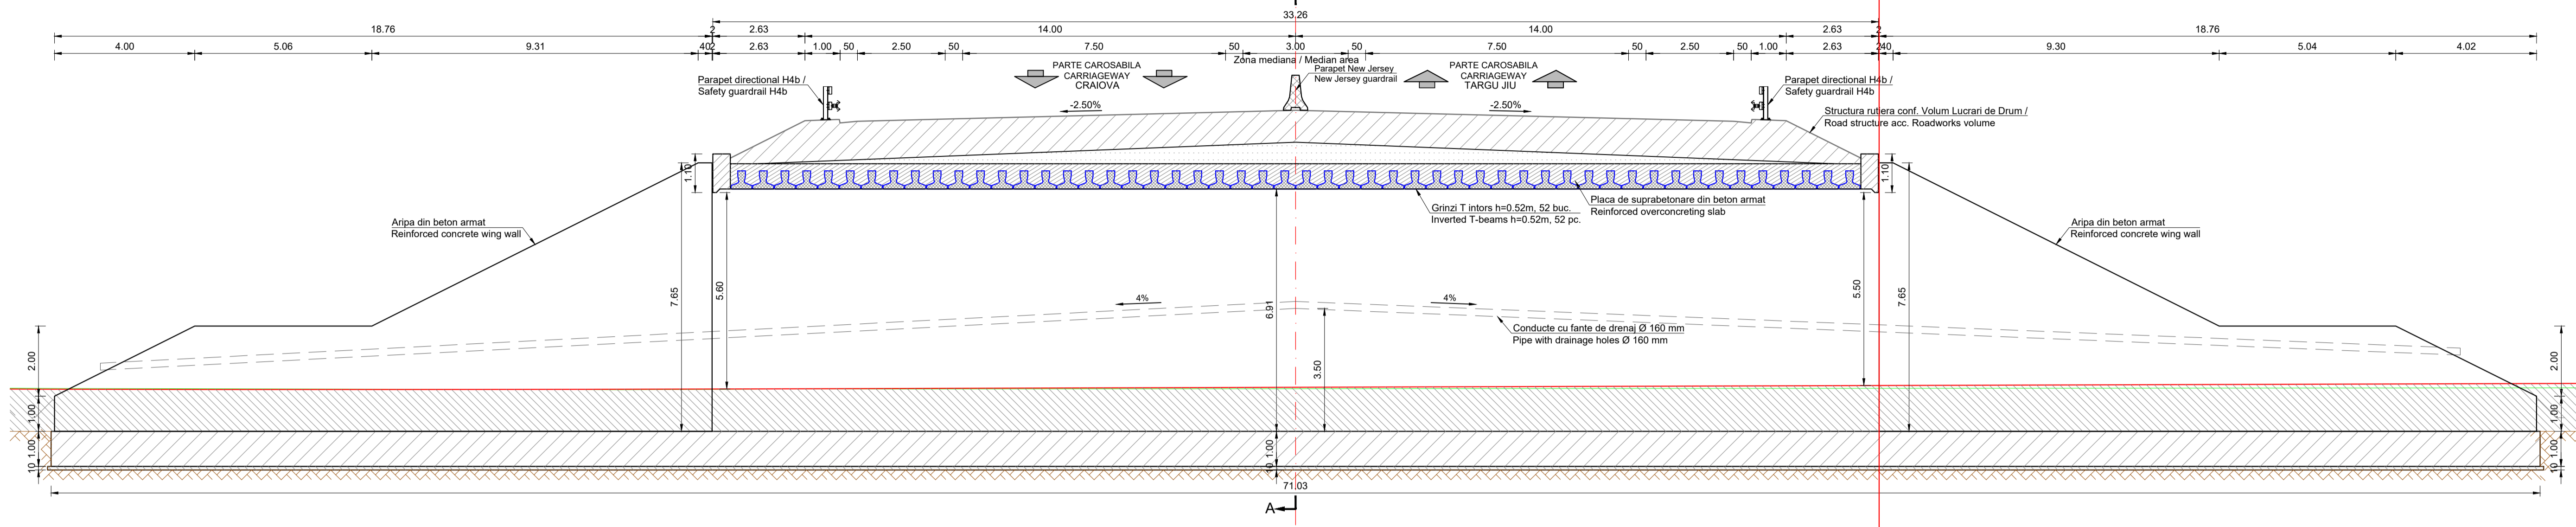 33.26
18.76
2
2.63
14.00
14.00
2.63
2
18.76
4.00
5.06
9.31
40
2
2.63
1.00
50
2.50
50
7.50
50
3.00
50
7.50
50
2.50
50
1.00
2.63
2
40
9.30
5.04
4.02
Zona mediana / Median area
PARTE CAROSABILA
CARRIAGEWAY
CRAIOVA
Parapet New Jersey
New Jersey guardrail
PARTE CAROSABILA
CARRIAGEWAY
TARGU JIU
Parapet directional H4b /
Safety guardrail H4b
Parapet directional H4b /
Safety guardrail H4b
-2.50%
-2.50%
Structura rutiera conf. Volum Lucrari de Drum /
Road structure acc. Roadworks volume
1.10
1.10
Grinzi T intors h=0.52m, 52 buc.
Inverted T-beams h=0.52m, 52 pc.
Placa de suprabetonare din beton armat
Reinforced overconcreting slab
Aripa din beton armat
Reinforced concrete wing wall
Aripa din beton armat
Reinforced concrete wing wall
7.65
5.60
6.91
5.50
7.65
4%
4%
Conducte cu fante de drenaj Ø 160 mm
Pipe with drainage holes Ø 160 mm
3.50
2.00
1.00
1.00
10
1.00
10
2.00
1.00
1.00
10
71.03
A